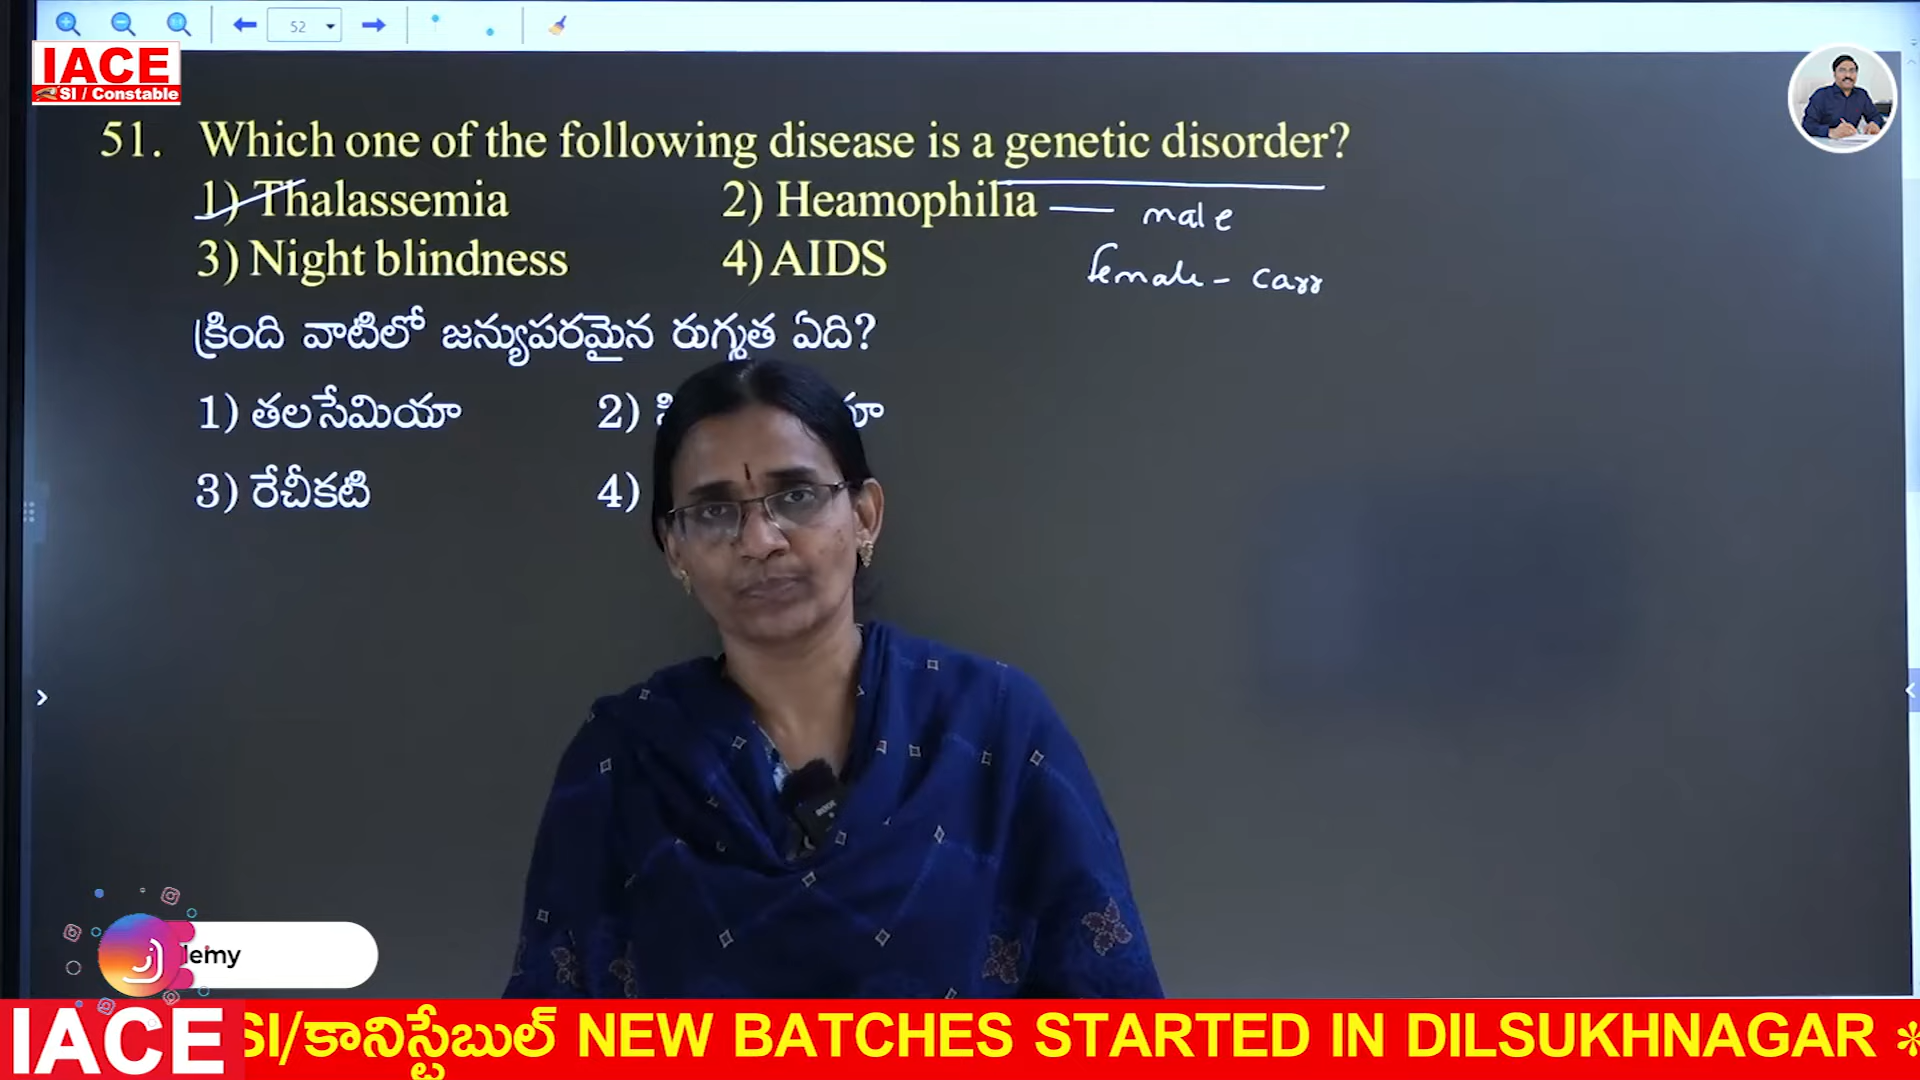 52
IACE
SI / Constable
51. Which one of the following disease is a genetic disorder?
1) Thalassemia 2) Heamophilia — male
3) Night blindness 4) AIDS female - carr
క్రింది వాటిలో జన్యుపరమైన రుగ్మత ఏది?
1) తలసేమియా 2)
3) రేచీకటి 4)
RODE
demy
IACE SI/కానిస్టేబుల్ NEW BATCHES STARTED IN DILSUKHNAGAR *